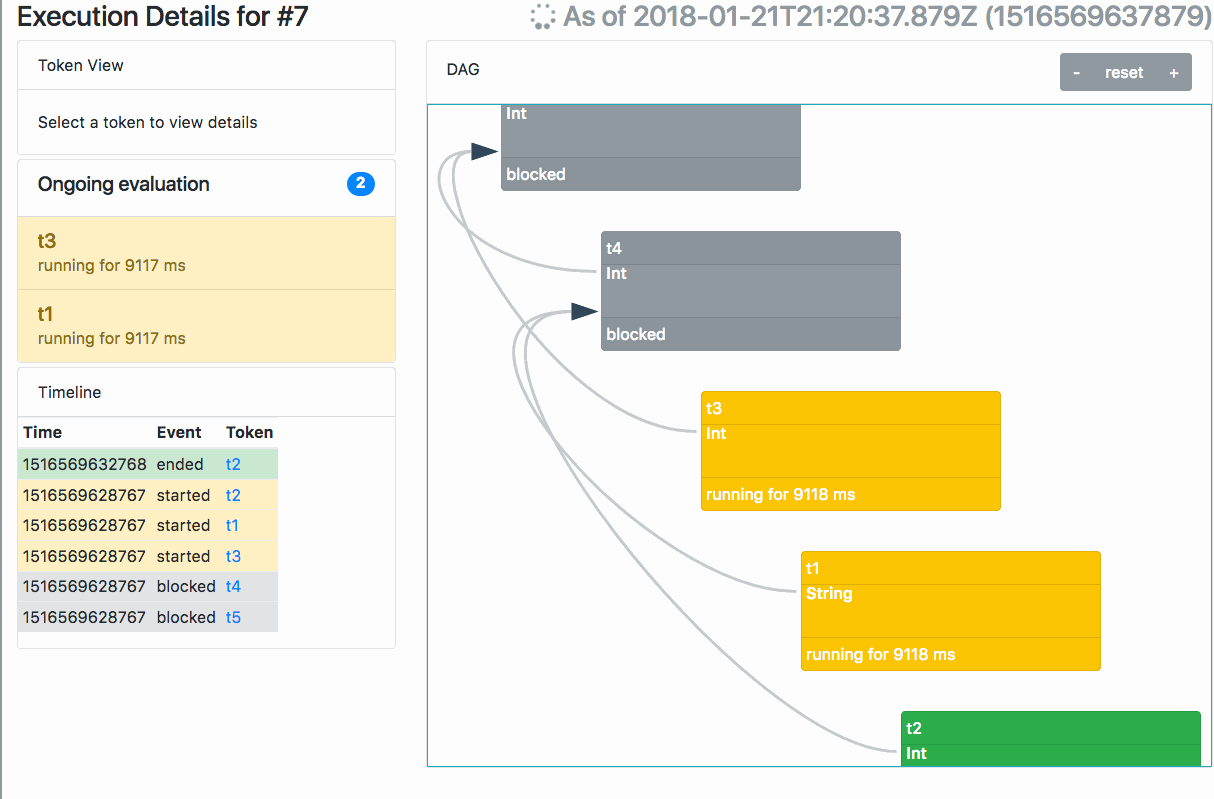 Execution Details for #7
As of 2018-01-21T21:20:37.879Z (1516569637879)
Token View
Select a token to view details
Ongoing evaluation 2
t3
running for 9117 ms
t1
running for 9117 ms
Timeline
Time Event Token
1516569632768 ended t2
1516569628767 started t2
1516569628767 started t1
1516569628767 started t3
1516569628767 blocked t4
1516569628767 blocked t5
DAG
- reset +
Int
blocked
t4
Int
blocked
t3
Int
running for 9118 ms
t1
String
running for 9118 ms
t2
Int